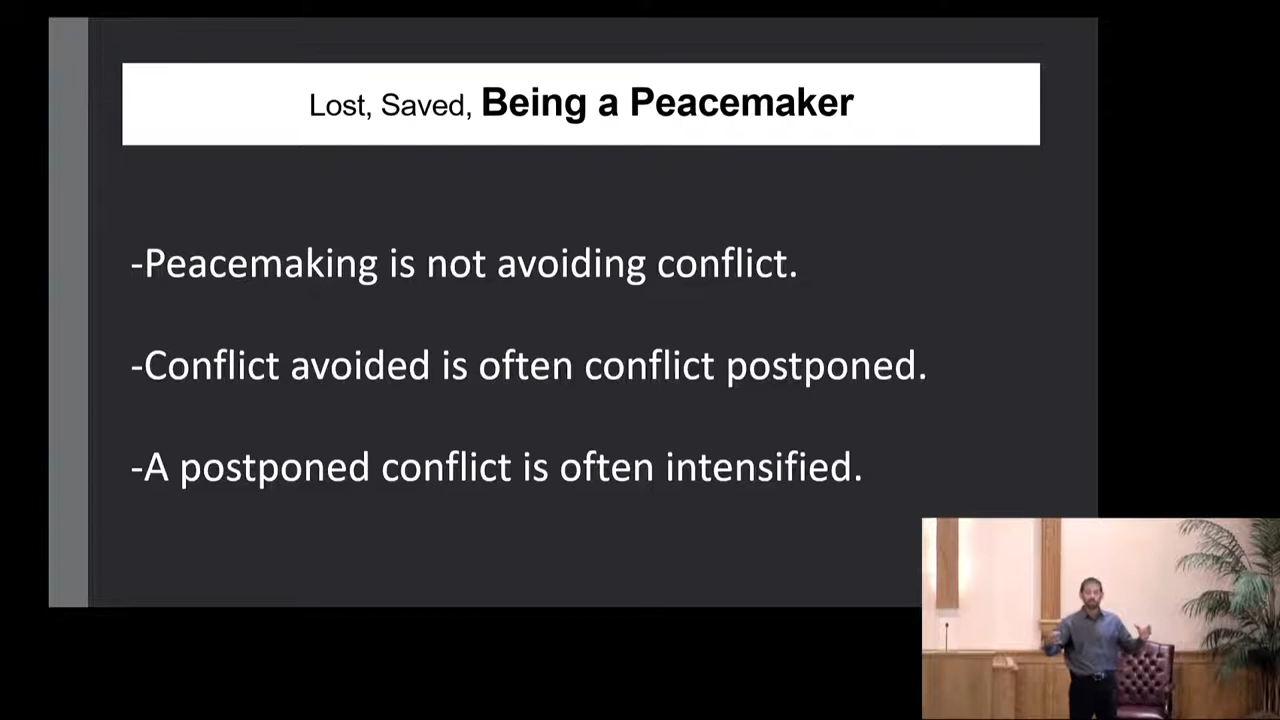 Lost, Saved, Being a Peacemaker
-Peacemaking is not avoiding conflict.
-Conflict avoided is often conflict postponed.
-A postponed conflict is often intensified.